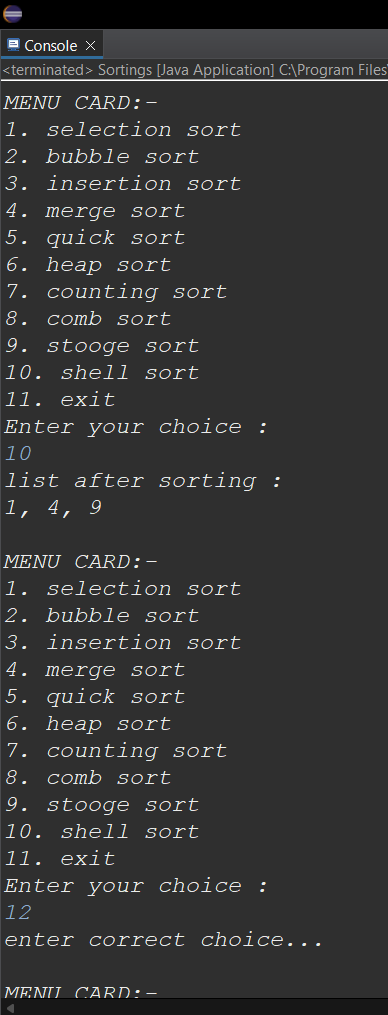 Console
<terminated> Sortings [Java Application] C:\Program Files\
MENU CARD:-
1. selection sort
2. bubble sort
3. insertion sort
4. merge sort
5. quick sort
6. heap sort
7. counting sort
8. comb sort
9. stooge sort
10. shell sort
11. exit
Enter your choice :
10
list after sorting :
1, 4, 9
MENU CARD:-
1. selection sort
2. bubble sort
3. insertion sort
4. merge sort
5. quick sort
6. heap sort
7. counting sort
8. comb sort
9. stooge sort
10. shell sort
11. exit
Enter your choice :
12
enter correct choice...
MENU CARD:-